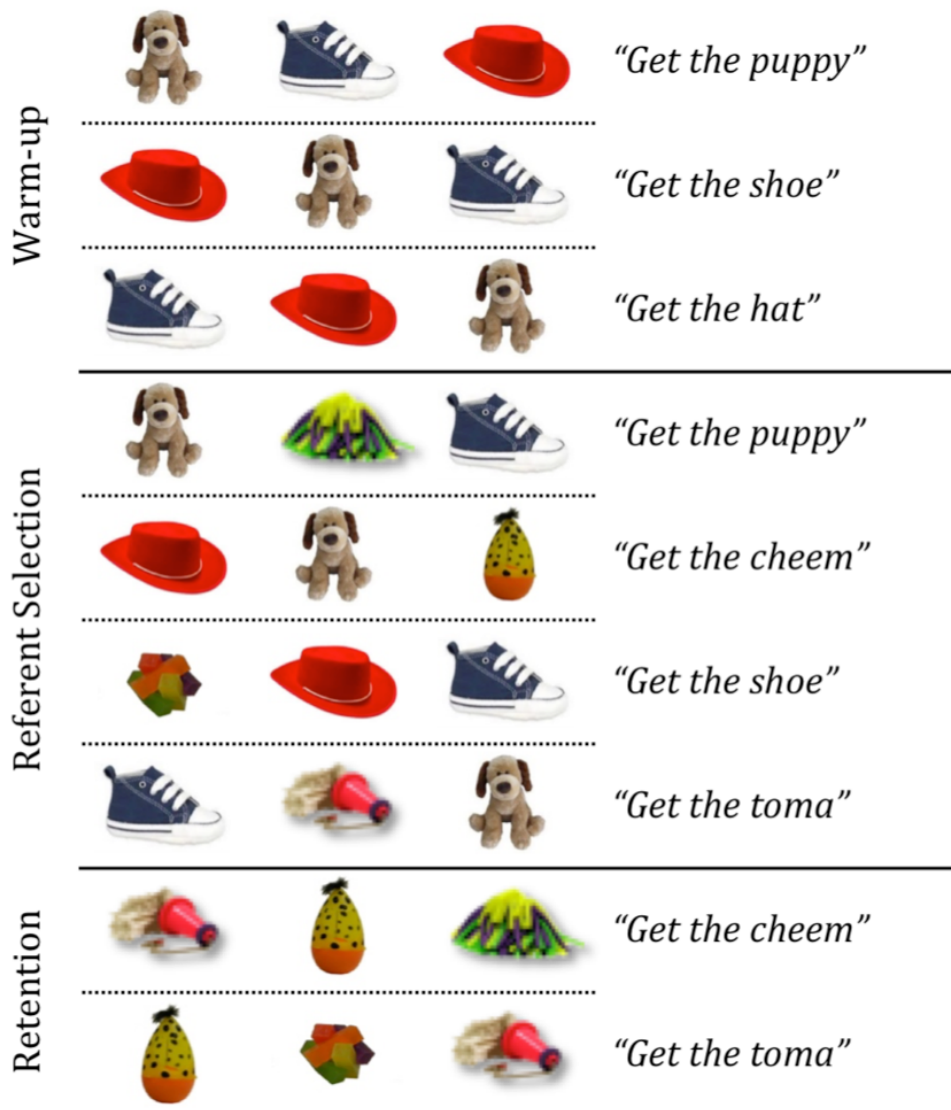 Warm-up
“Get the puppy”
“Get the shoe”
“Get the hat”
Referent Selection
“Get the puppy”
“Get the cheem”
“Get the shoe”
“Get the toma”
Retention
“Get the cheem”
“Get the toma”